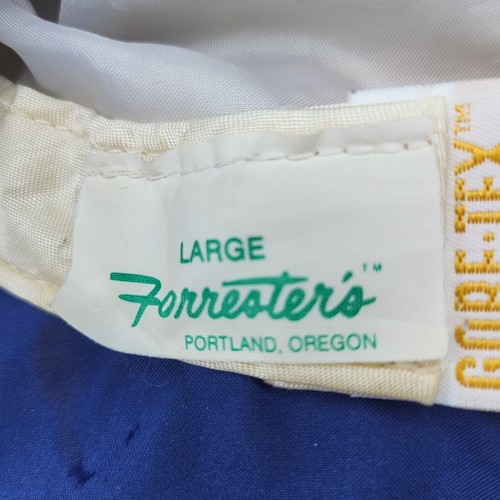 LARGE
Forrester's™
PORTLAND, OREGON
GORE-TEX™